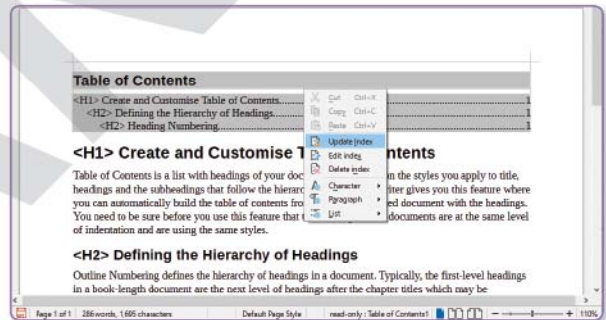 Table of Contents
<H1> Create and Customise Table of Contents 1
<H2> Defining the Hierarchy of Headings 1
<H2> Heading Numbering 1
Cut Ctrl+X
Copy Ctrl+C
Paste Ctrl+V
Update Index
Edit index
Delete index
Character
Paragraph
List
<H1> Create and Customise T ntents
Table of Contents is a list with headings of your doc on the styles you apply to title,
headings and the subheadings that follow the hierarc iter gives you this feature where
you can automatically build the table of contents fro ed document with the headings.
You need to be sure before you use this feature that documents are at the same level
of indentation and are using the same styles.
<H2> Defining the Hierarchy of Headings
Outline Numbering defines the hierarchy of headings in a document. Typically, the first-level headings
in a book-length document are the next level of headings after the chapter titles which may be
Page 1 of 1 286 words, 1,695 characters Default Page Style read-only : Table of Contents1 110%